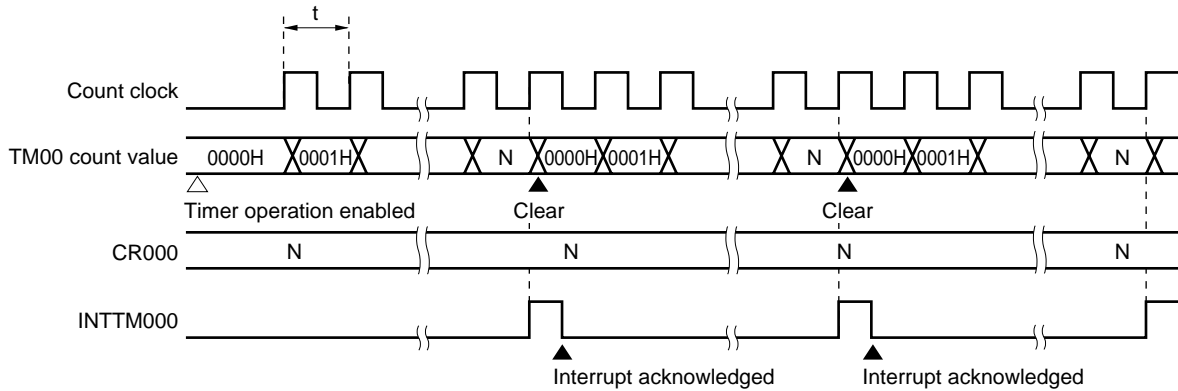 t
Count clock
TM00 count value 0000H 0001H N 0000H 0001H N 0000H 0001H N
Timer operation enabled Clear Clear
CR000 N N N N
INTTM000
Interrupt acknowledged Interrupt acknowledged